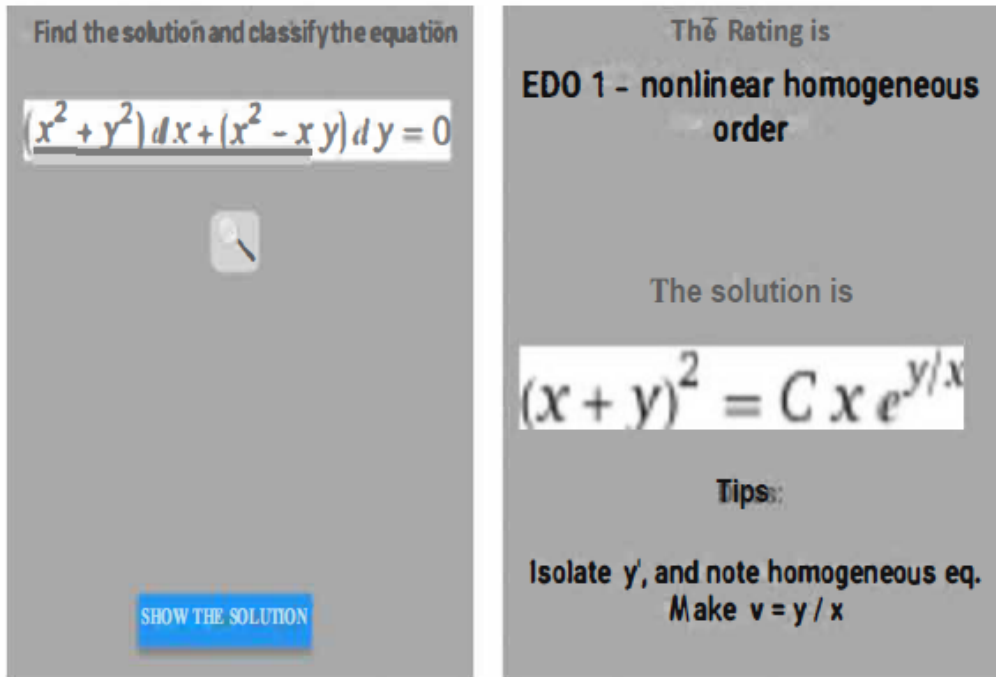 Find the solution and classify the equation
(x² + y²) dx + (x² - x y) dy = 0
SHOW THE SOLUTION
The Rating is
EDO 1 - nonlinear homogeneous
order
The solution is
(x + y)² = C x e^{y/x}
Tips:
Isolate y', and note homogeneous eq.
Make v = y / x